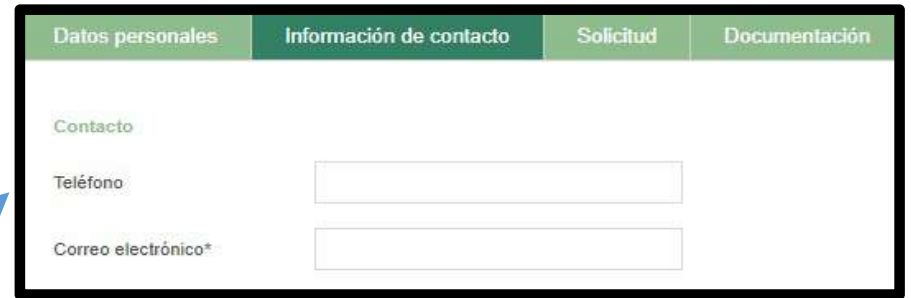 Datos personales Información de contacto Solicitud Documentación
Contacto
Teléfono
Correo electrónico*